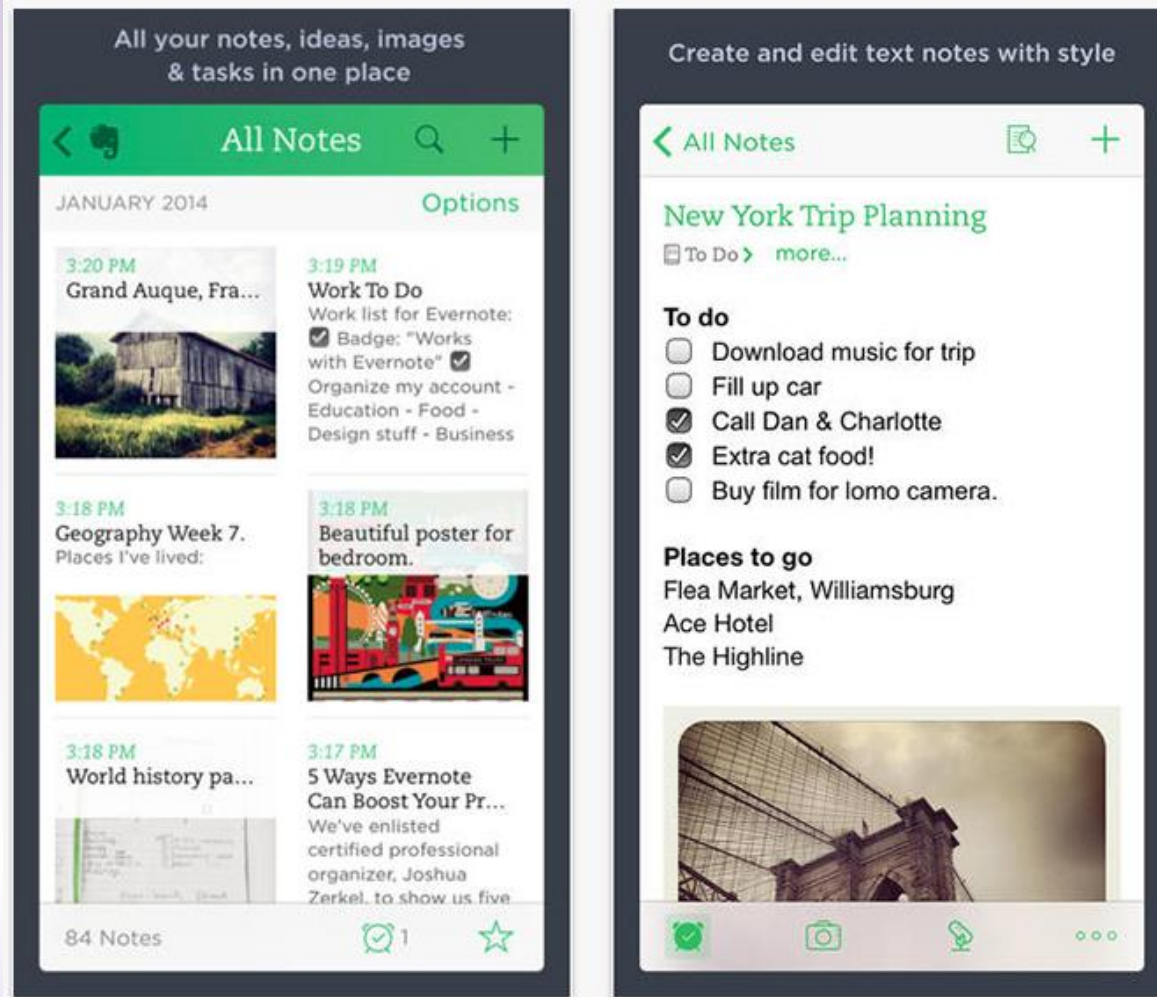 All your notes, ideas, images
& tasks in one place
All Notes
JANUARY 2014
Options
3:20 PM
Grand Auque, Fra...
3:19 PM
Work To Do
Work list for Evernote:
Badge: "Works
with Evernote"
Organize my account -
Education - Food -
Design stuff - Business
3:18 PM
Geography Week 7.
Places I've lived:
3:18 PM
Beautiful poster for
bedroom.
3:18 PM
World history pa...
3:17 PM
5 Ways Evernote
Can Boost Your Pr...
We've enlisted
certified professional
organizer, Joshua
Zerkel, to show us five
84 Notes
1
Create and edit text notes with style
All Notes
New York Trip Planning
To Do
more...
To do
Download music for trip
Fill up car
Call Dan & Charlotte
Extra cat food!
Buy film for lomo camera.
Places to go
Flea Market, Williamsburg
Ace Hotel
The Highline